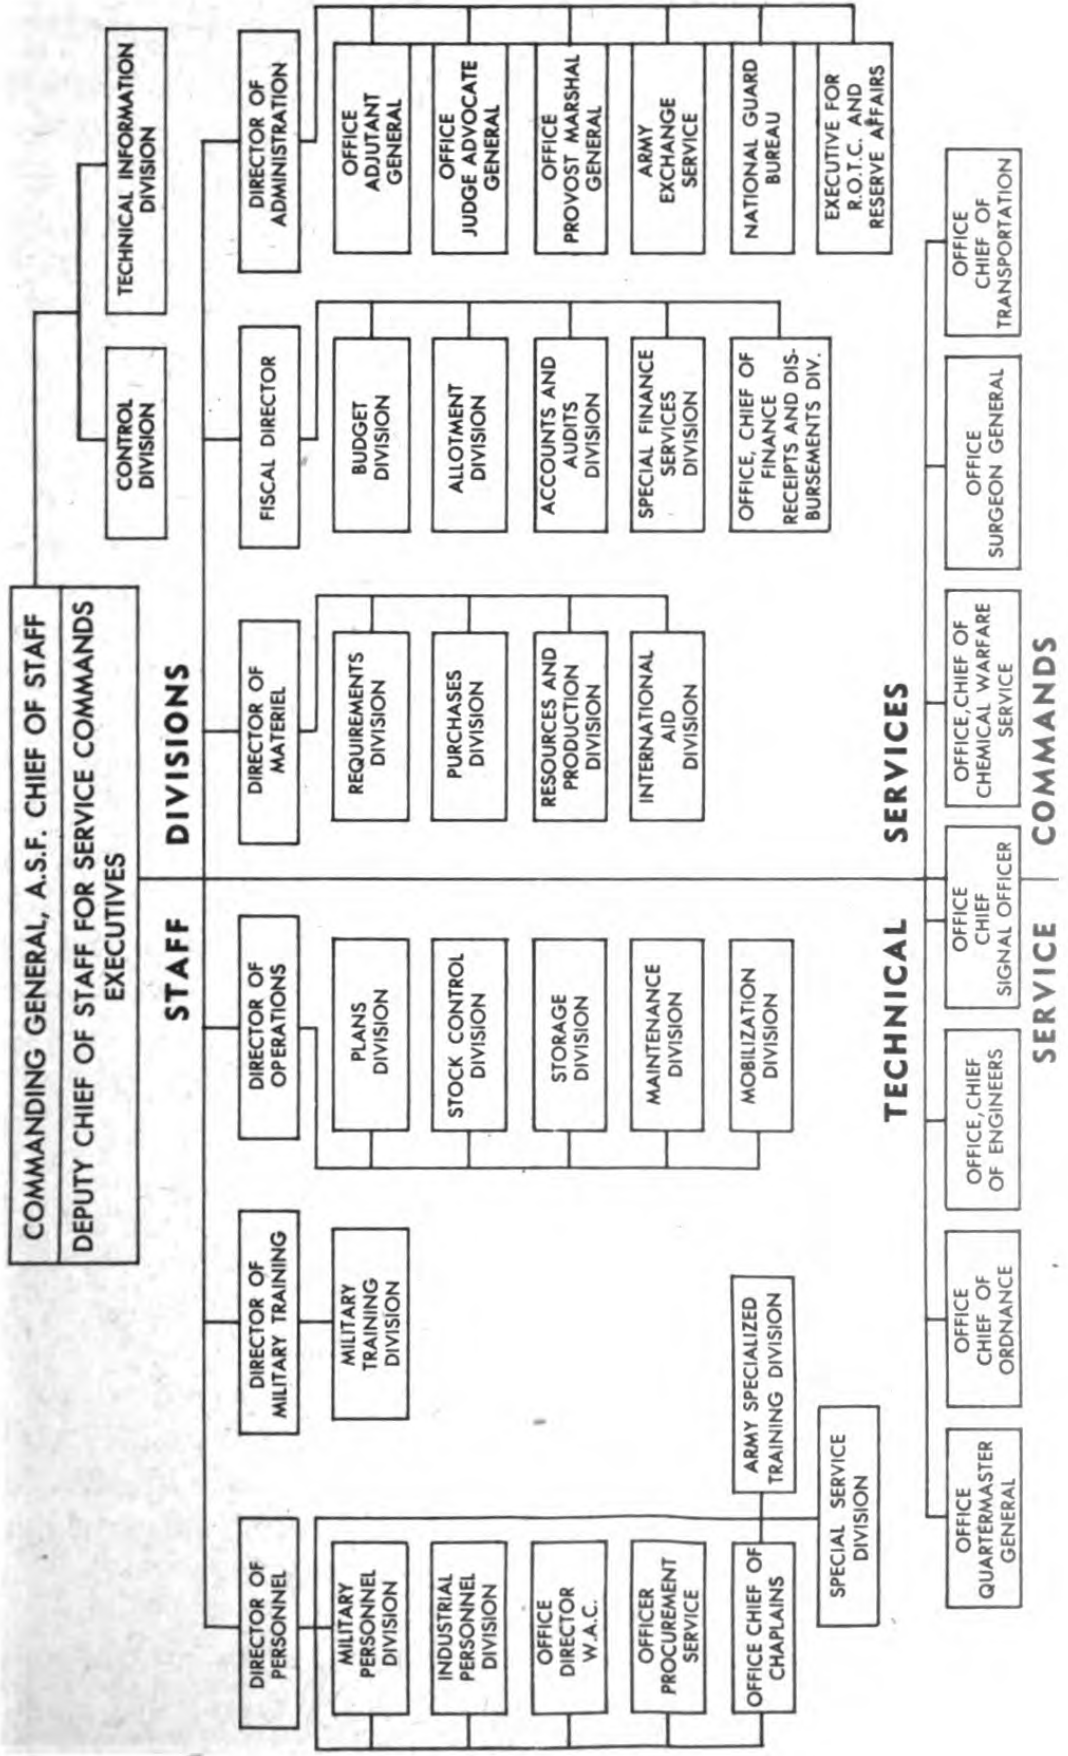 COMMANDING GENERAL, A.S.F. CHIEF OF STAFF
DEPUTY CHIEF OF STAFF FOR SERVICE COMMANDS
EXECUTIVES
CONTROL
DIVISION
TECHNICAL INFORMATION
DIVISION
STAFF DIVISIONS
DIRECTOR OF
PERSONNEL
MILITARY
PERSONNEL
DIVISION
INDUSTRIAL
PERSONNEL
DIVISION
OFFICE
DIRECTOR
W.A.C.
OFFICER
PROCUREMENT
SERVICE
OFFICE CHIEF OF
CHAPLAINS
ARMY SPECIALIZED
TRAINING DIVISION
SPECIAL SERVICE
DIVISION
DIRECTOR OF
MILITARY TRAINING
MILITARY
TRAINING
DIVISION
DIRECTOR OF
OPERATIONS
PLANS
DIVISION
STOCK CONTROL
DIVISION
STORAGE
DIVISION
MAINTENANCE
DIVISION
MOBILIZATION
DIVISION
DIRECTOR OF
MATERIEL
REQUIREMENTS
DIVISION
PURCHASES
DIVISION
RESOURCES AND
PRODUCTION
DIVISION
INTERNATIONAL
AID
DIVISION
FISCAL DIRECTOR
BUDGET
DIVISION
ALLOTMENT
DIVISION
ACCOUNTS AND
AUDITS
DIVISION
SPECIAL FINANCE
SERVICES
DIVISION
OFFICE, CHIEF OF
FINANCE
RECEIPTS AND DIS-
BURSEMENTS DIV.
DIRECTOR OF
ADMINISTRATION
OFFICE
ADJUTANT
GENERAL
OFFICE
JUDGE ADVOCATE
GENERAL
OFFICE
PROVOST MARSHAL
GENERAL
ARMY
EXCHANGE
SERVICE
NATIONAL GUARD
BUREAU
EXECUTIVE FOR
R.O.T.C. AND
RESERVE AFFAIRS
TECHNICAL SERVICES
OFFICE
QUARTERMASTER
GENERAL
OFFICE
CHIEF OF
ORDNANCE
OFFICE, CHIEF
OF ENGINEERS
OFFICE
CHIEF
SIGNAL OFFICER
OFFICE, CHIEF OF
CHEMICAL WARFARE
SERVICE
OFFICE
SURGEON GENERAL
OFFICE
CHIEF OF
TRANSPORTATION
SERVICE COMMANDS